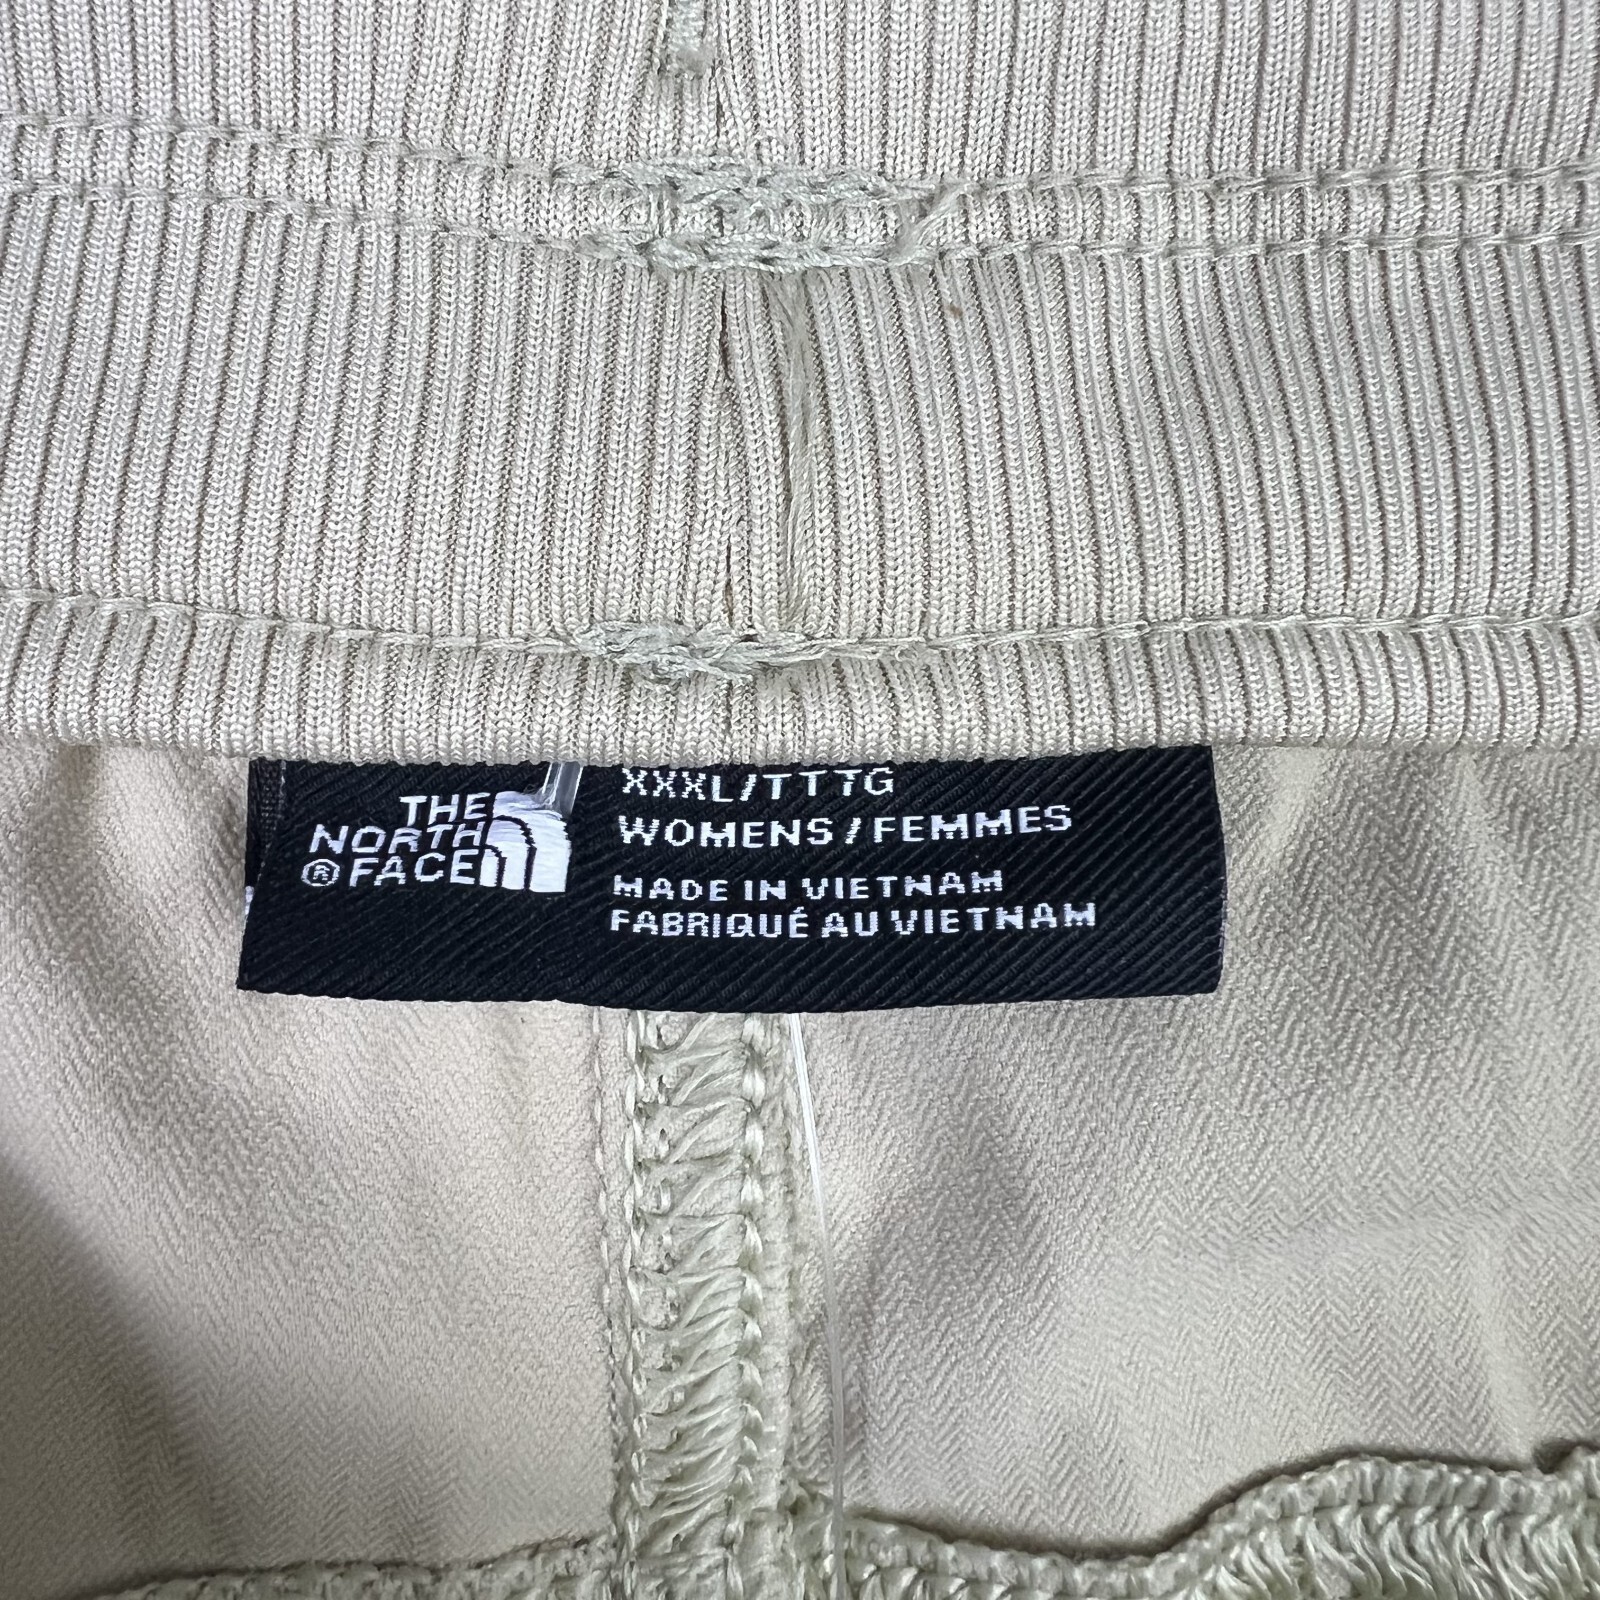 THE
NORTH
® FACE
XXXL/TTTG
WOMENS/FEMMES
MADE IN VIETNAM
FABRIQUÉ AU VIETNAM